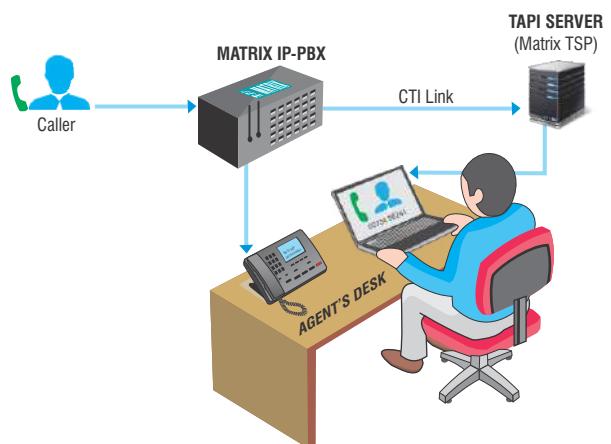 TAPI SERVER
(Matrix TSP)
MATRIX IP-PBX
CTI Link
Caller
AGENT'S DESK